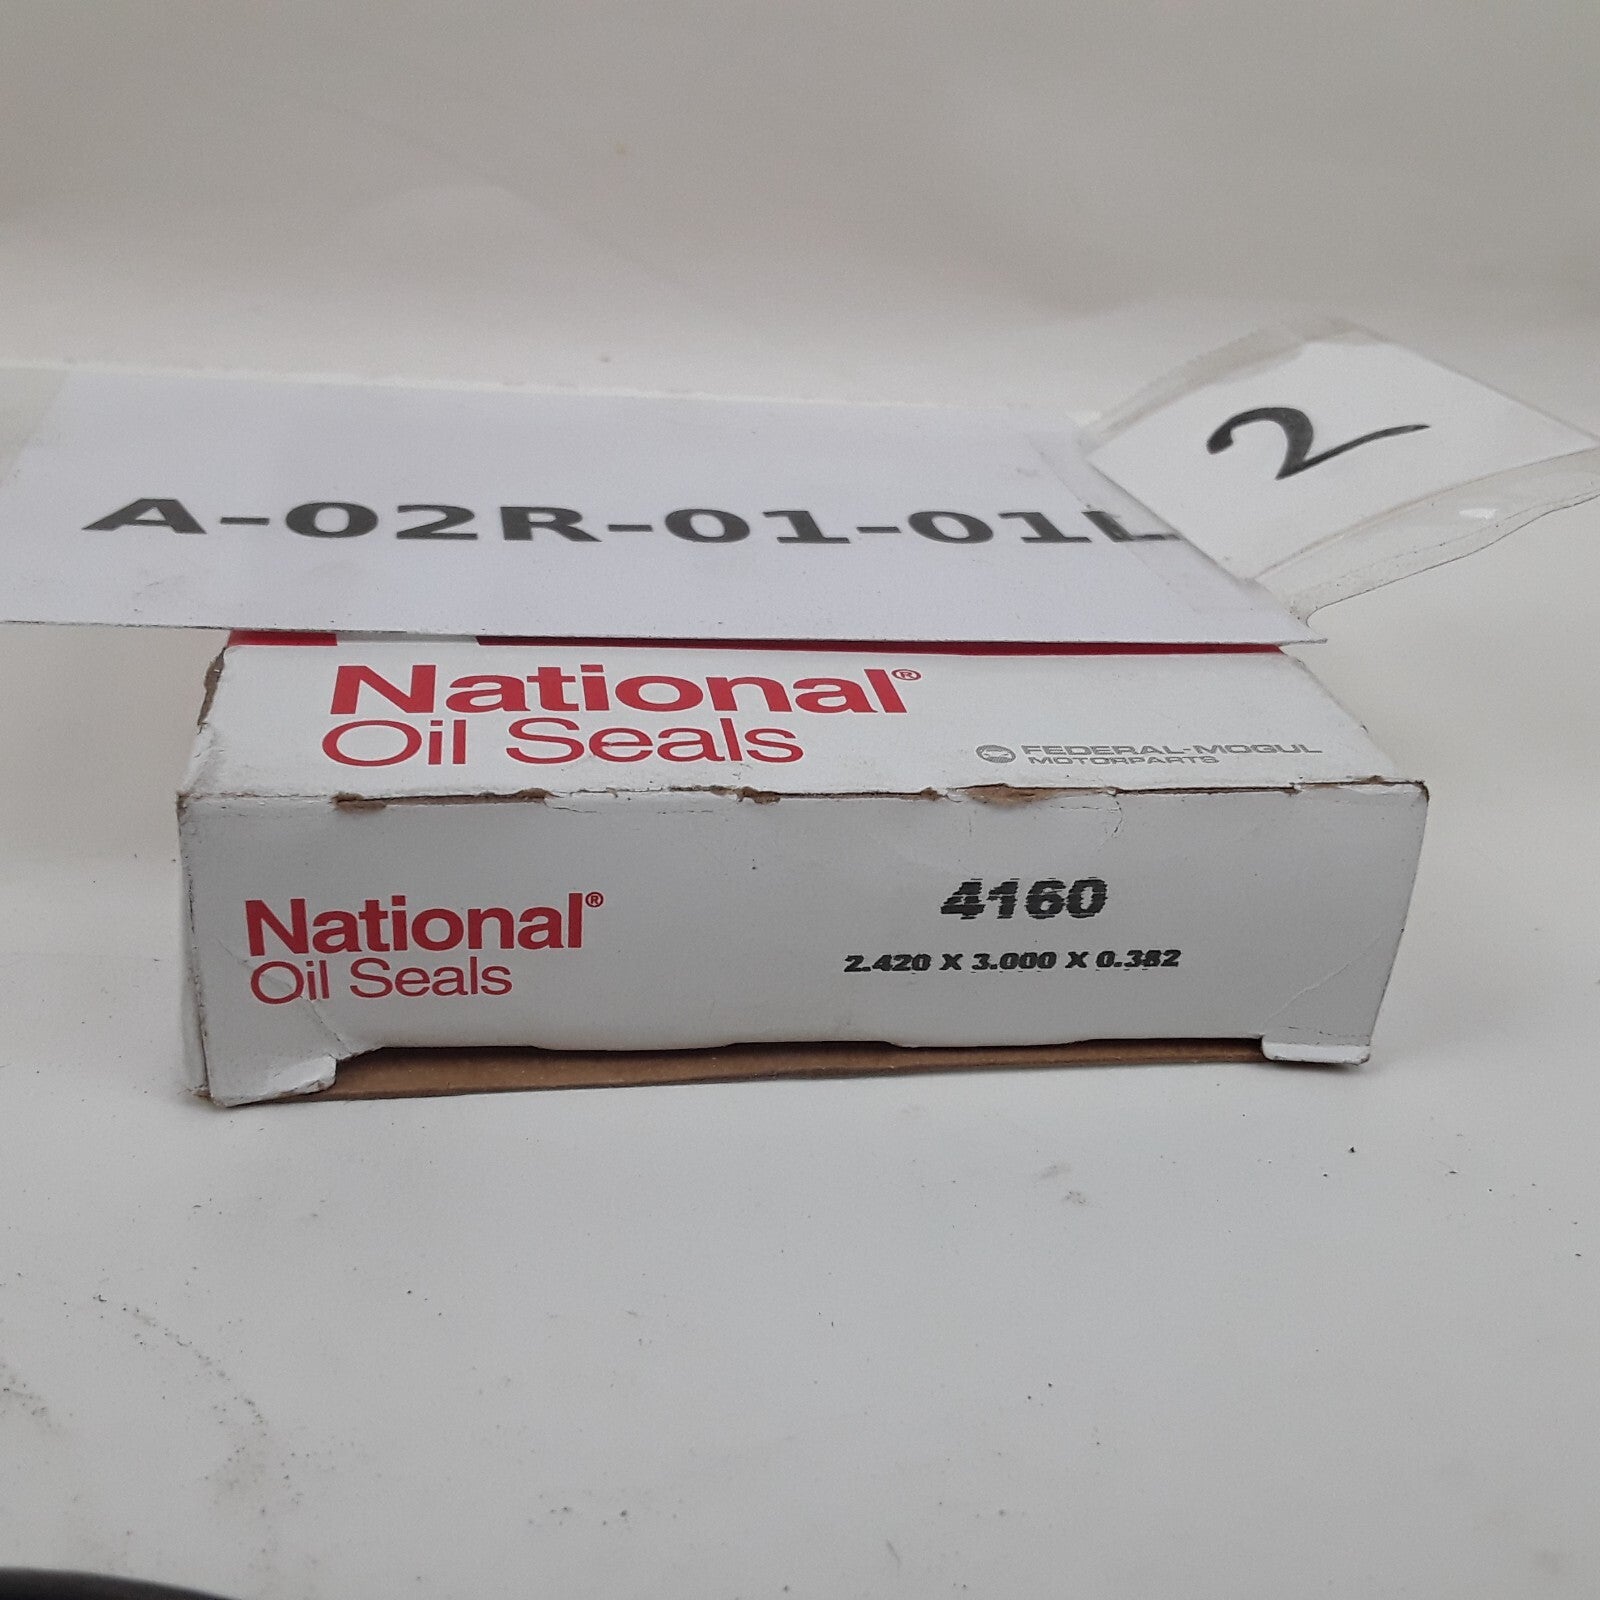 2
A-02R-01-01L
National®
Oil Seals
FEDERAL-MOGUL
MOTORPARTS
National®
Oil Seals
4160
2.420 X 3.000 X 0.382